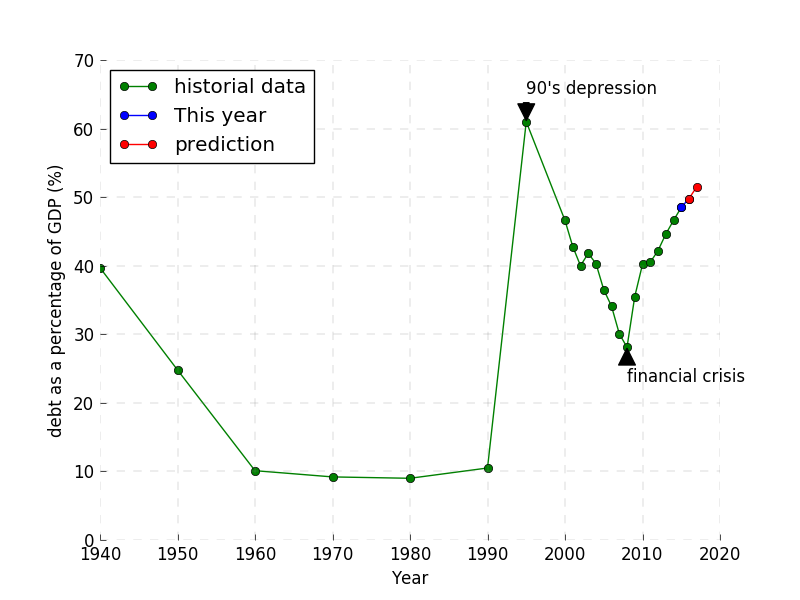 70
60
50
40
30
20
10
0
debt as a percentage of GDP (%)
historial data
This year
prediction
90's depression
financial crisis
1940 1950 1960 1970 1980 1990 2000 2010 2020
Year